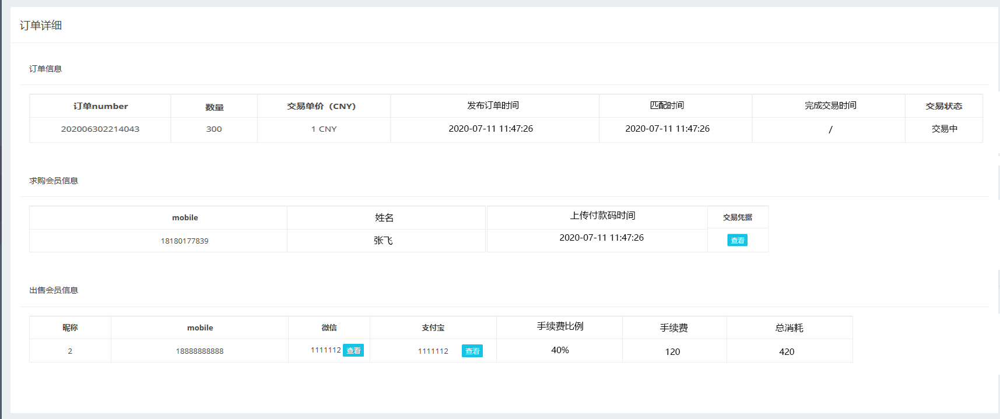 订单详细
订单信息
订单number 数量 交易单价（CNY） 发布订单时间 匹配时间 完成交易时间 交易状态
202006302214043 300 1 CNY 2020-07-11 11:47:26 2020-07-11 11:47:26 / 交易中
求购会员信息
mobile 姓名 上传付款码时间 交易凭据
18180177839 张飞 2020-07-11 11:47:26 查看
出售会员信息
昵称 mobile 微信 支付宝 手续费比例 手续费 总消耗
2 18888888888 1111112 查看 1111112 查看 40% 120 420